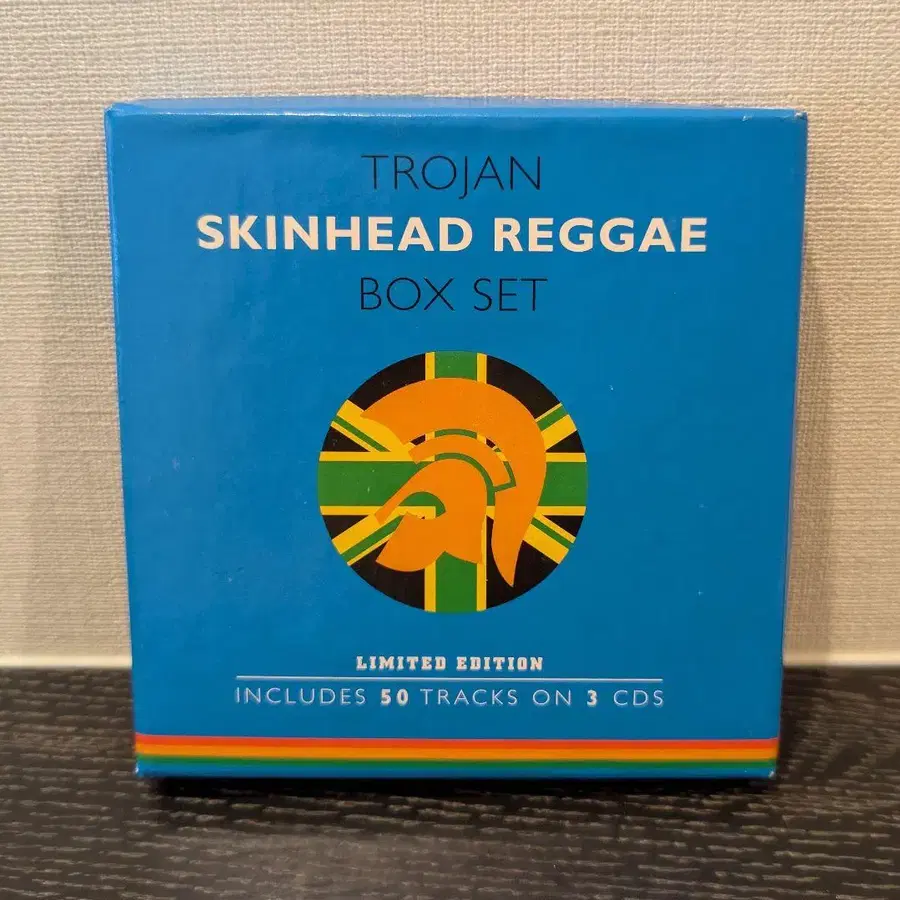 TROJAN
SKINHEAD REGGAE
BOX SET
LIMITED EDITION
INCLUDES 50 TRACKS ON 3 CDS